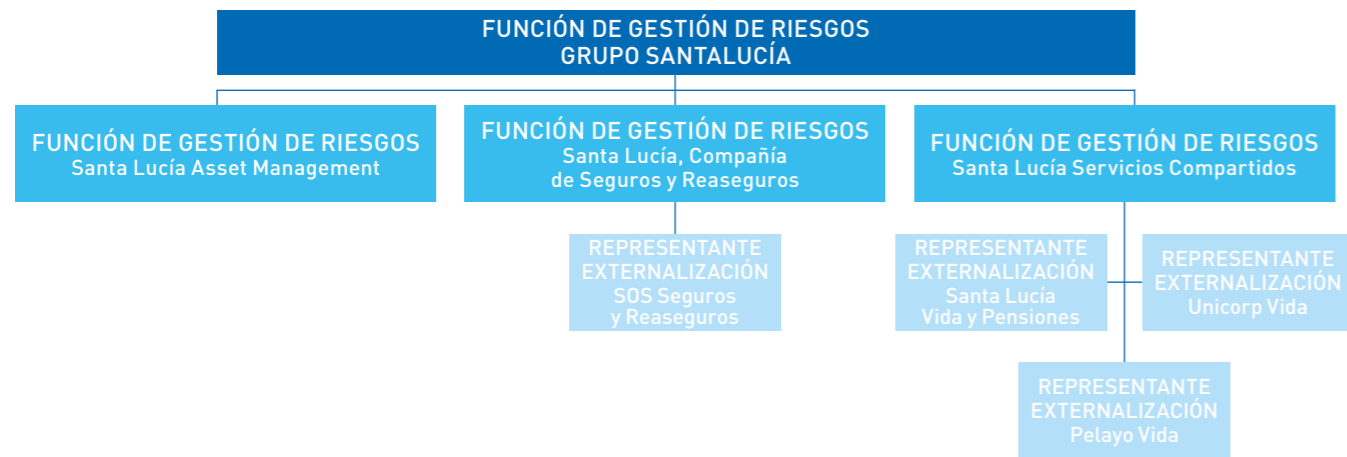 FUNCIÓN DE GESTIÓN DE RIESGOS
GRUPO SANTALUCÍA
FUNCIÓN DE GESTIÓN DE RIESGOS
Santa Lucía Asset Management
FUNCIÓN DE GESTIÓN DE RIESGOS
Santa Lucía, Compañía
de Seguros y Reaseguros
FUNCIÓN DE GESTIÓN DE RIESGOS
Santa Lucía Servicios Compartidos
REPRESENTANTE
EXTERNALIZACIÓN
SOS Seguros
y Reaseguros
REPRESENTANTE
EXTERNALIZACIÓN
Santa Lucía
Vida y Pensiones
REPRESENTANTE
EXTERNALIZACIÓN
Unicorp Vida
REPRESENTANTE
EXTERNALIZACIÓN
Pelayo Vida